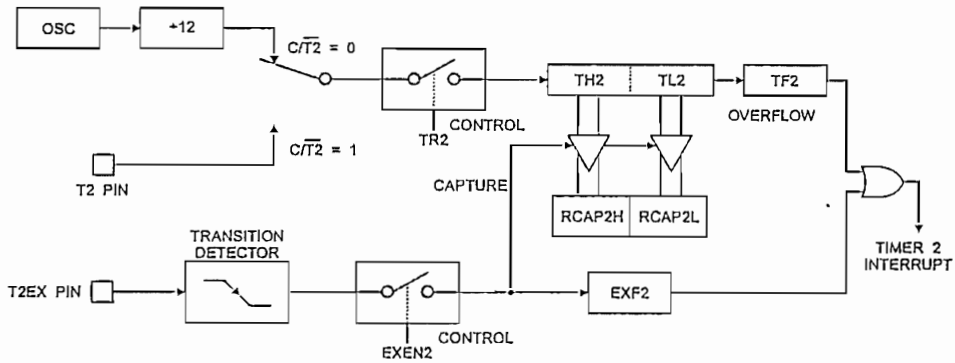 OSC
÷12
C/T2 = 0
TH2
TL2
TF2
OVERFLOW
CONTROL
TR2
C/T2 = 1
T2 PIN
CAPTURE
RCAP2H
RCAP2L
TRANSITION
DETECTOR
TIMER 2
INTERRUPT
T2EX PIN
EXF2
CONTROL
EXEN2